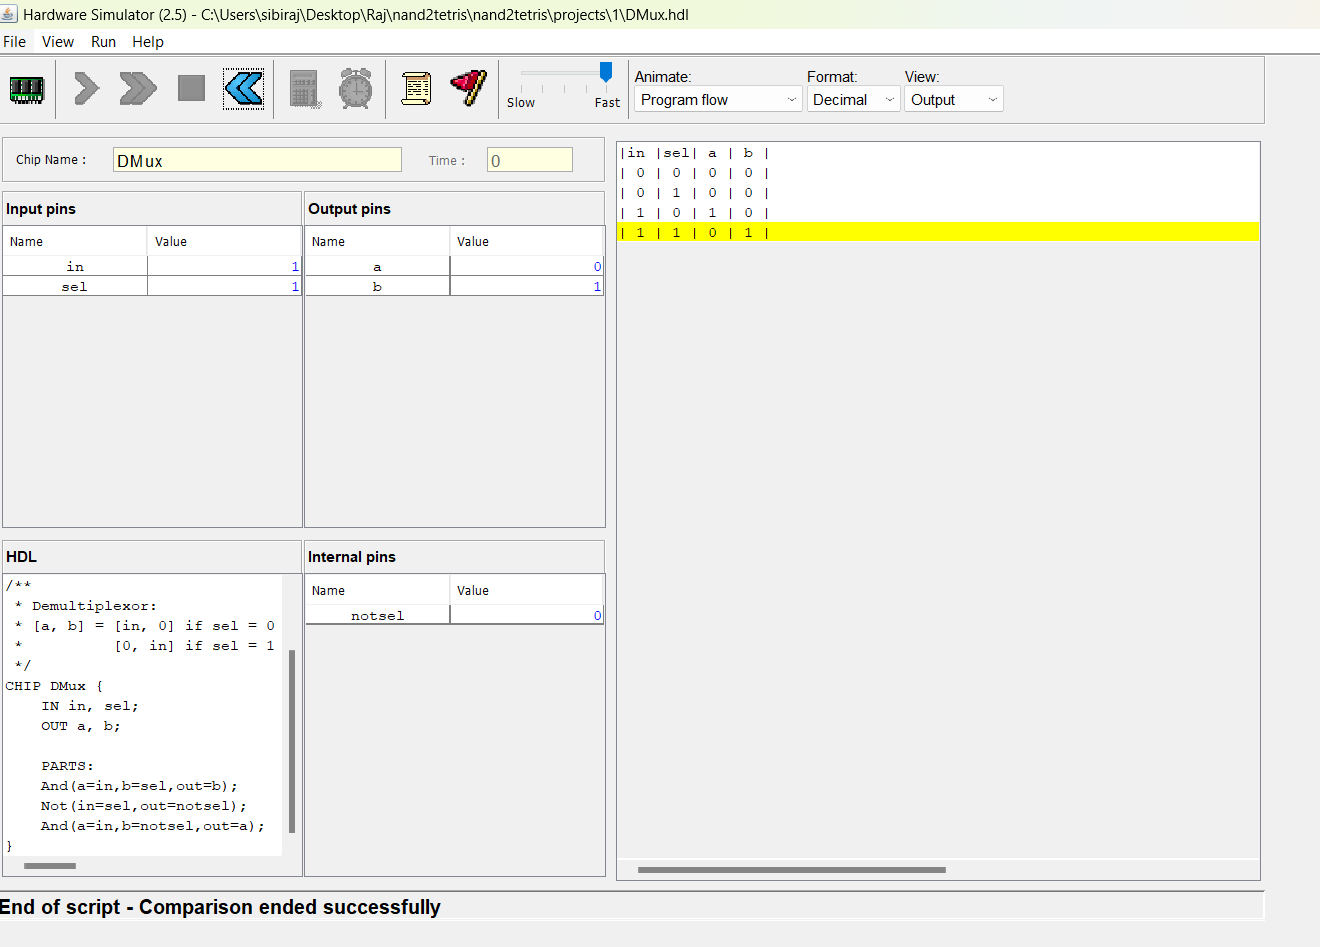 Hardware Simulator (2.5) - C:\Users\sibiraj\Desktop\Raj\nand2tetris\nand2tetris\projects\1\DMux.hdl
File View Run Help
Slow Fast
Animate: Format: View:
Program flow Decimal Output
Chip Name : DMux Time : 0
Input pins
Name Value
in 1
sel 1
Output pins
Name Value
a 0
b 1
HDL
/**
 * Demultiplexor:
 * [a, b] = [in, 0] if sel = 0
 *          [0, in] if sel = 1
 */
CHIP DMux {
    IN in, sel;
    OUT a, b;
    PARTS:
    And(a=in,b=sel,out=b);
    Not(in=sel,out=notsel);
    And(a=in,b=notsel,out=a);
}
Internal pins
Name Value
notsel 0
|in |sel| a | b |
| 0 | 0 | 0 | 0 |
| 0 | 1 | 0 | 0 |
| 1 | 0 | 1 | 0 |
| 1 | 1 | 0 | 1 |
End of script - Comparison ended successfully